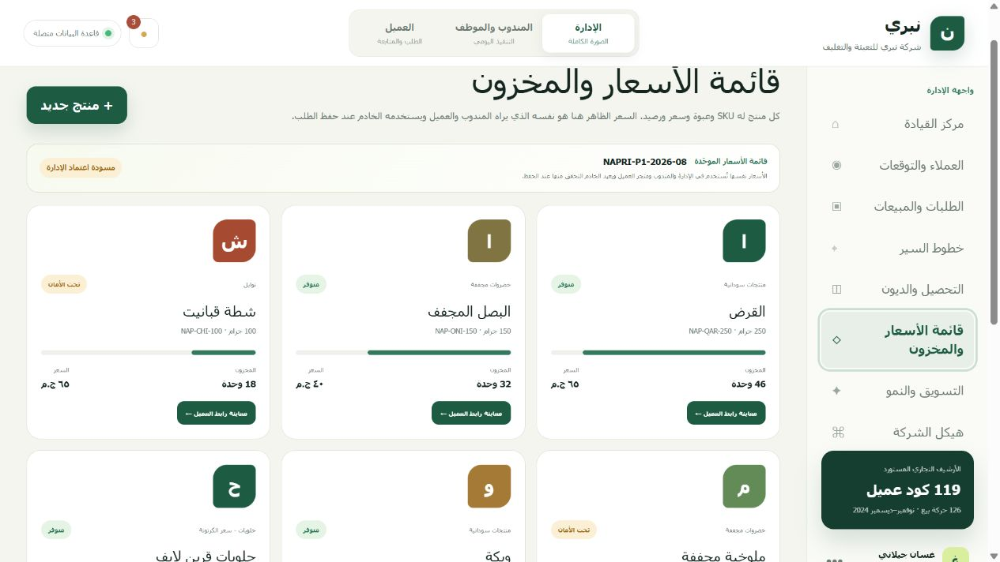 ن
نبري
شركة نبري للتعبئة والتغليف
الإدارة
الصورة الكاملة
المندوب والموظف
التنفيذ اليومي
العميل
الطلب والمتابعة
3
قاعدة البيانات متصلة
واجهة الإدارة
مركز القيادة
العملاء والتوقعات
الطلبات والمبيعات
خطوط السير
التحصيل والديون
قائمة الأسعار
والمخزون
التسويق والنمو
هيكل الشركة
الأرشيف التجاري المستورد
119 كود عميل
126 حركة بيع · نوفمبر–ديسمبر 2024
غ
غسان جيلاني
قائمة الأسعار والمخزون
كل منتج له SKU وعبوة وسعر ورصيد. السعر الظاهر هنا هو نفسه الذي يراه المندوب والعميل ويستخدمه الخادم عند حفظ الطلب.
+ منتج جديد
قائمة الأسعار الموحّدة NAPRI-P1-2026-08
الأسعار نفسها تُستخدم في الإدارة والمندوب ومتجر العميل ويعيد الخادم التحقق منها عند الحفظ.
مسودة اعتماد الإدارة
ا
منتجات سودانية
متوفر
القرض
250 جرام · NAP-QAR-250
المخزون
السعر
46 وحدة
٦٥ ج.م
معاينة رابط العميل ←
ا
خضروات مجففة
متوفر
البصل المجفف
150 جرام · NAP-ONI-150
المخزون
السعر
32 وحدة
٤٠ ج.م
معاينة رابط العميل ←
ش
توابل
تحت الأمان
شطة قبانيت
100 جرام · NAP-CHI-100
المخزون
السعر
18 وحدة
٦٥ ج.م
معاينة رابط العميل ←
م
خضروات مجففة
تحت الأمان
ملوخية مجففة
و
منتجات سودانية
متوفر
ويكة
ح
حلويات - سعر الكرتونة
متوفر
حلويات قرين لايف